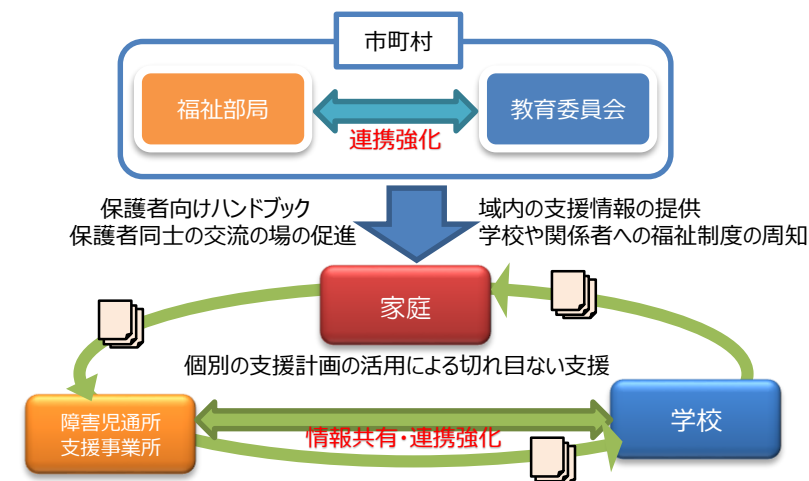 市町村
福祉部局
教育委員会
連携強化
保護者向けハンドブック
保護者同士の交流の場の促進
域内の支援情報の提供
学校や関係者への福祉制度の周知
家庭
個別の支援計画の活用による切れ目ない支援
障害児通所
支援事業所
情報共有・連携強化
学校